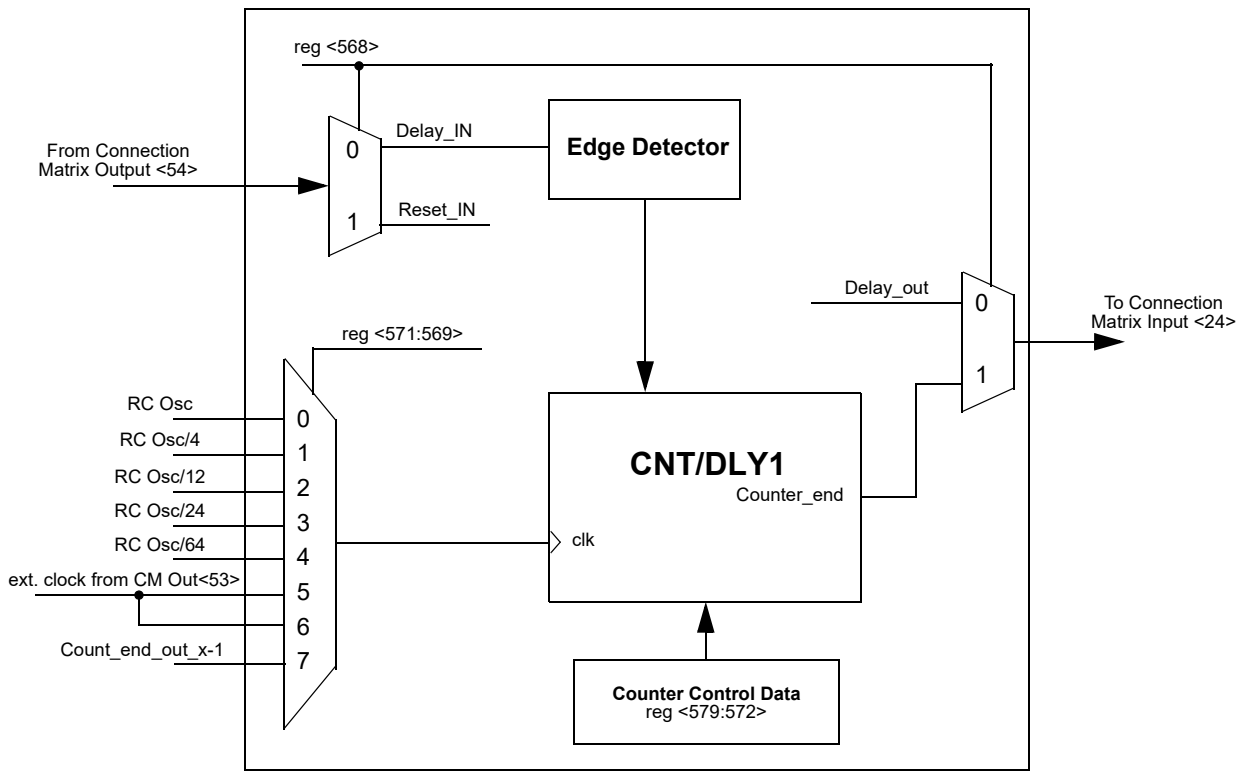 reg <568>
From Connection
Matrix Output <54>
0
Delay_IN
1
Reset_IN
Edge Detector
Delay_out
0
1
To Connection
Matrix Input <24>
reg <571:569>
RC Osc
0
RC Osc/4
1
RC Osc/12
2
RC Osc/24
3
RC Osc/64
4
ext. clock from CM Out<53>
5
6
Count_end_out_x-1
7
CNT/DLY1
Counter_end
clk
Counter Control Data
reg <579:572>